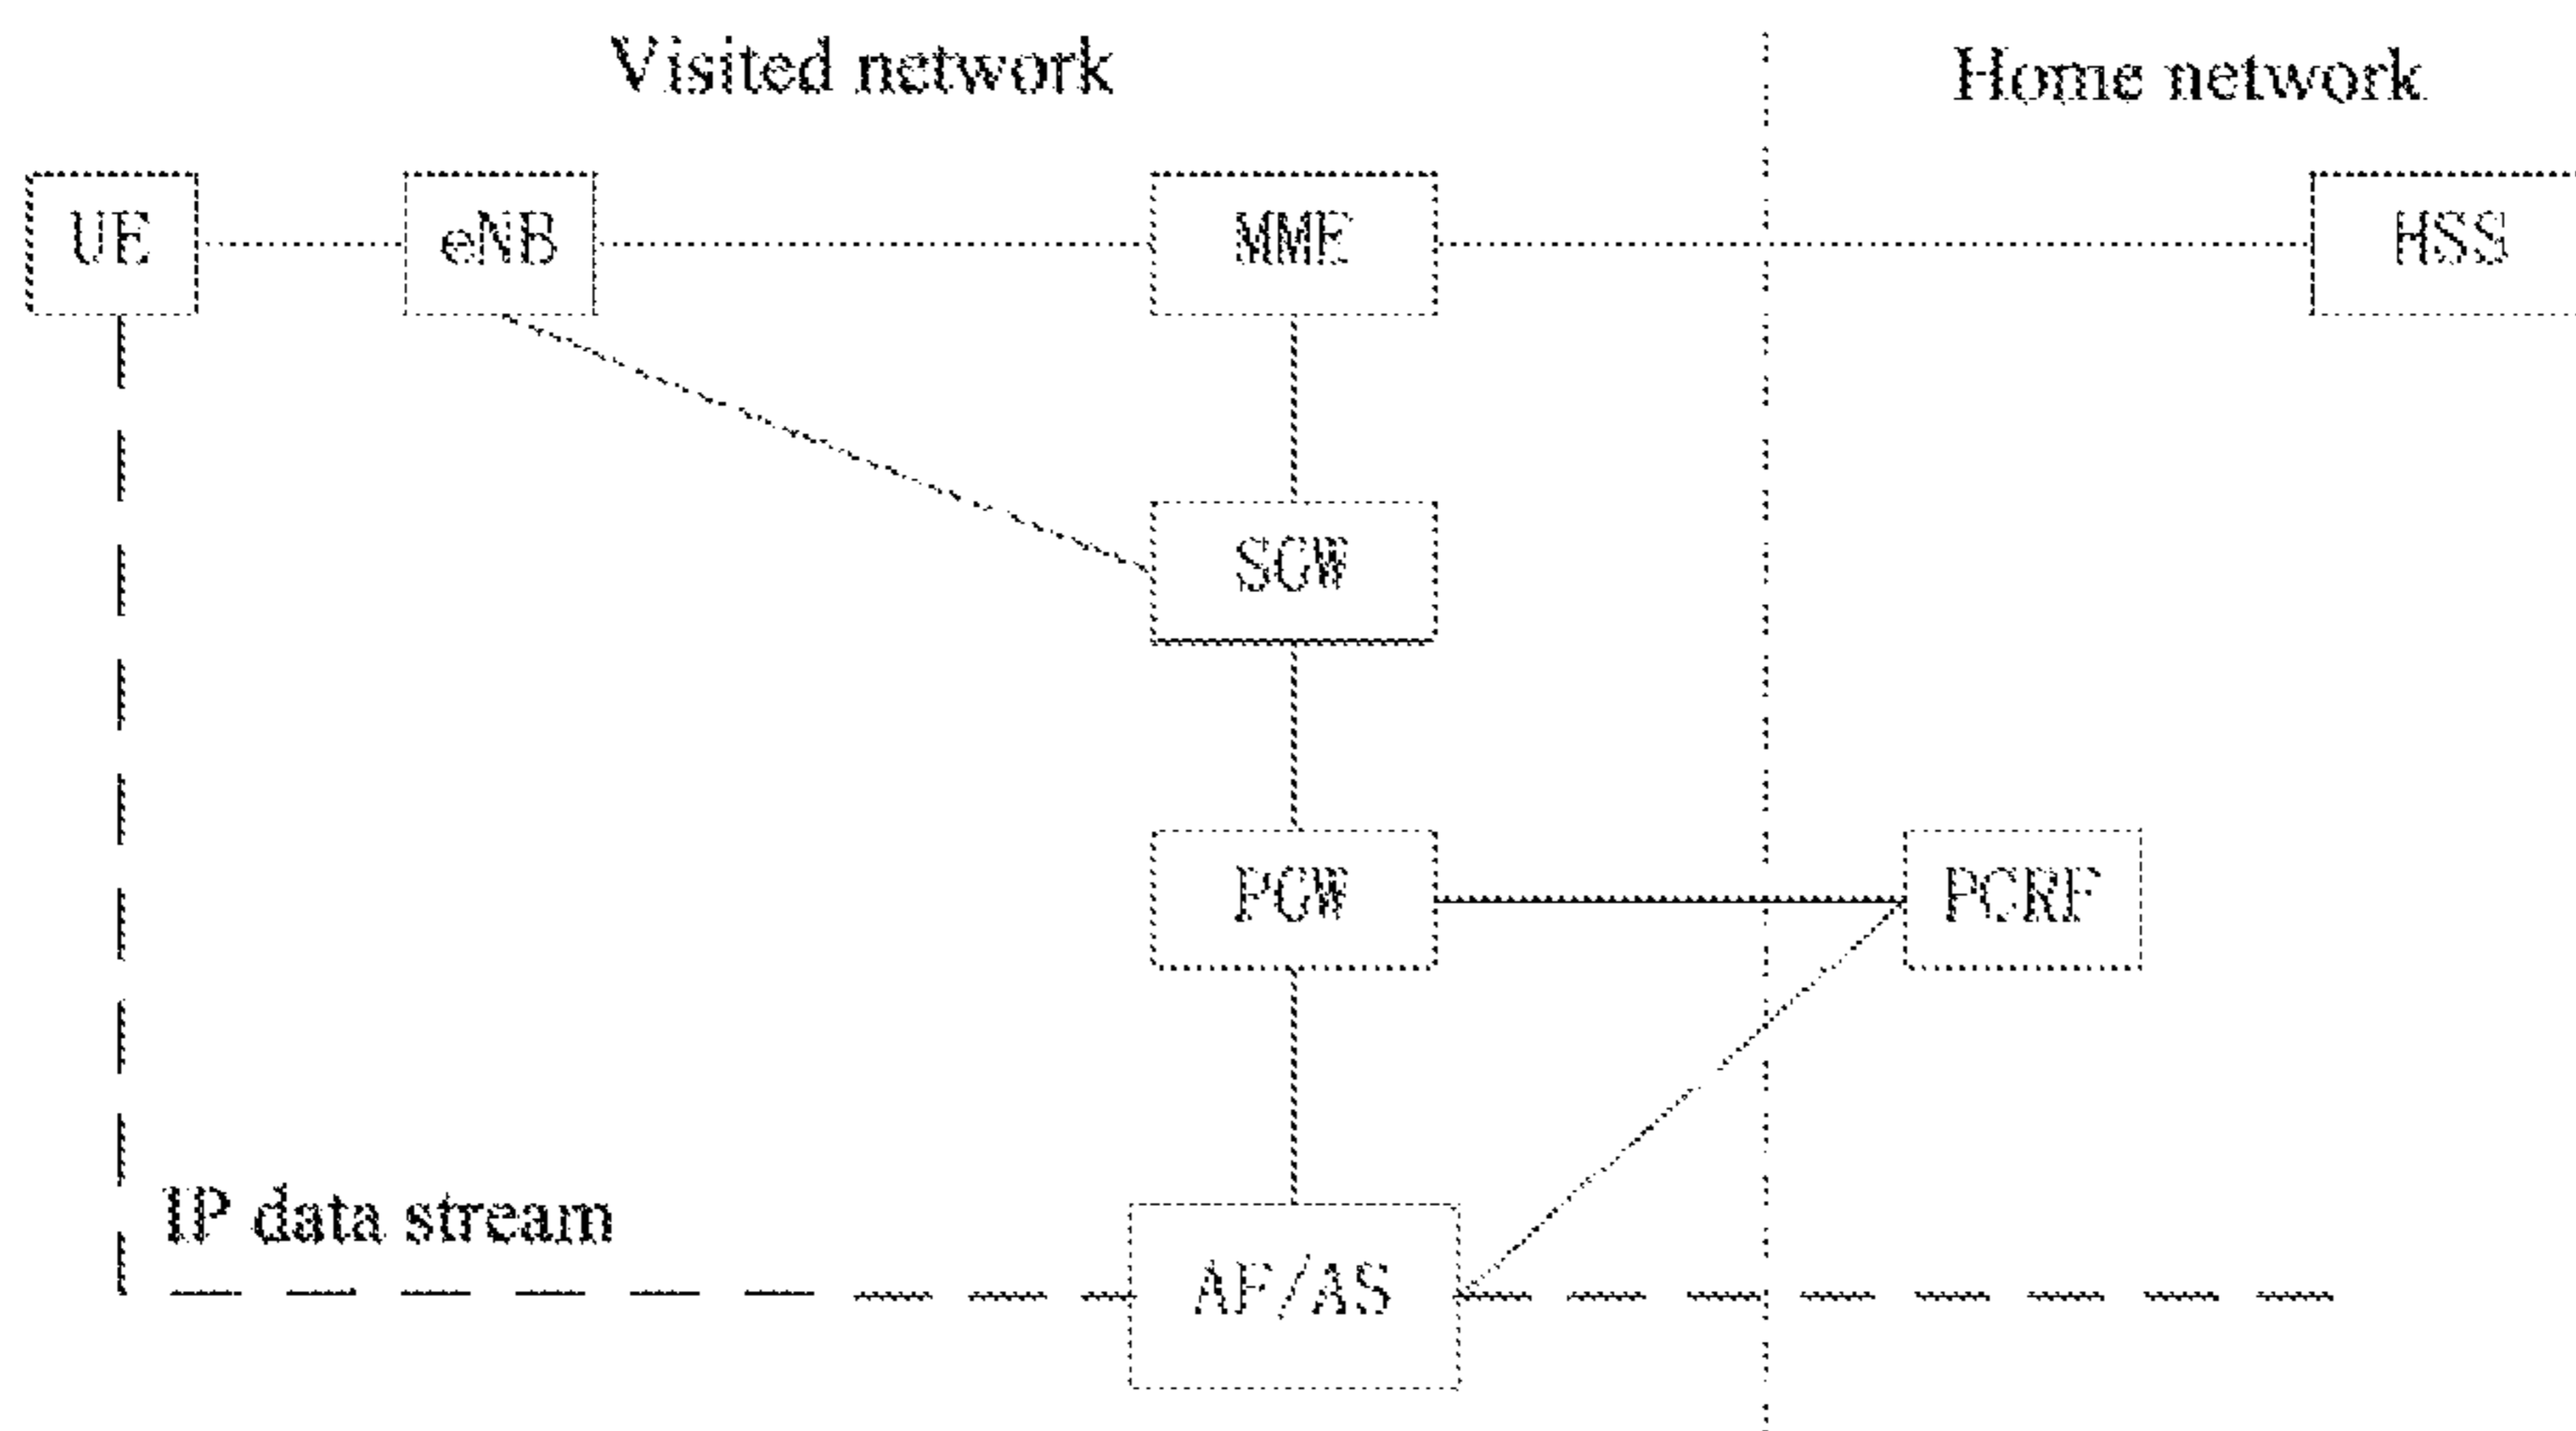 Visited network
Home network
UE
eNB
MME
HSS
SGW
PGW
PCRF
IP data stream
AF/AS